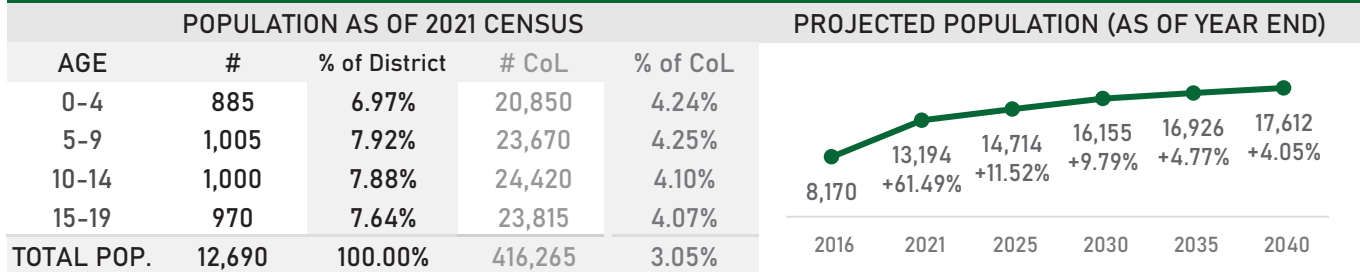 POPULATION AS OF 2021 CENSUS
AGE # % of District # CoL % of CoL
0-4 885 6.97% 20,850 4.24%
5-9 1,005 7.92% 23,670 4.25%
10-14 1,000 7.88% 24,420 4.10%
15-19 970 7.64% 23,815 4.07%
TOTAL POP. 12,690 100.00% 416,265 3.05%
PROJECTED POPULATION (AS OF YEAR END)
8,170
13,194
+61.49%
14,714
+11.52%
16,155
+9.79%
16,926
+4.77%
17,612
+4.05%
2016 2021 2025 2030 2035 2040